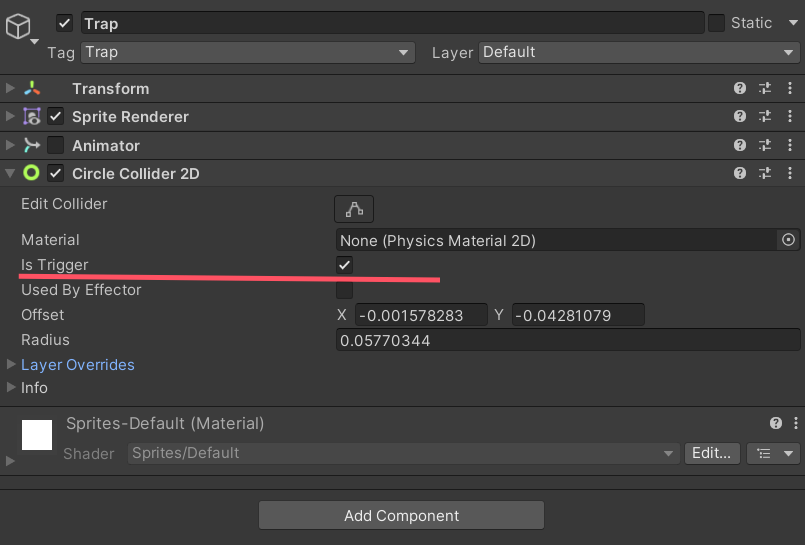 Trap
Static
Tag Trap Layer Default
Transform
Sprite Renderer
Animator
Circle Collider 2D
Edit Collider
Material None (Physics Material 2D)
Is Trigger
Used By Effector
Offset X -0.001578283 Y -0.04281079
Radius 0.05770344
Layer Overrides
Info
Sprites-Default (Material)
Shader Sprites/Default Edit...
Add Component